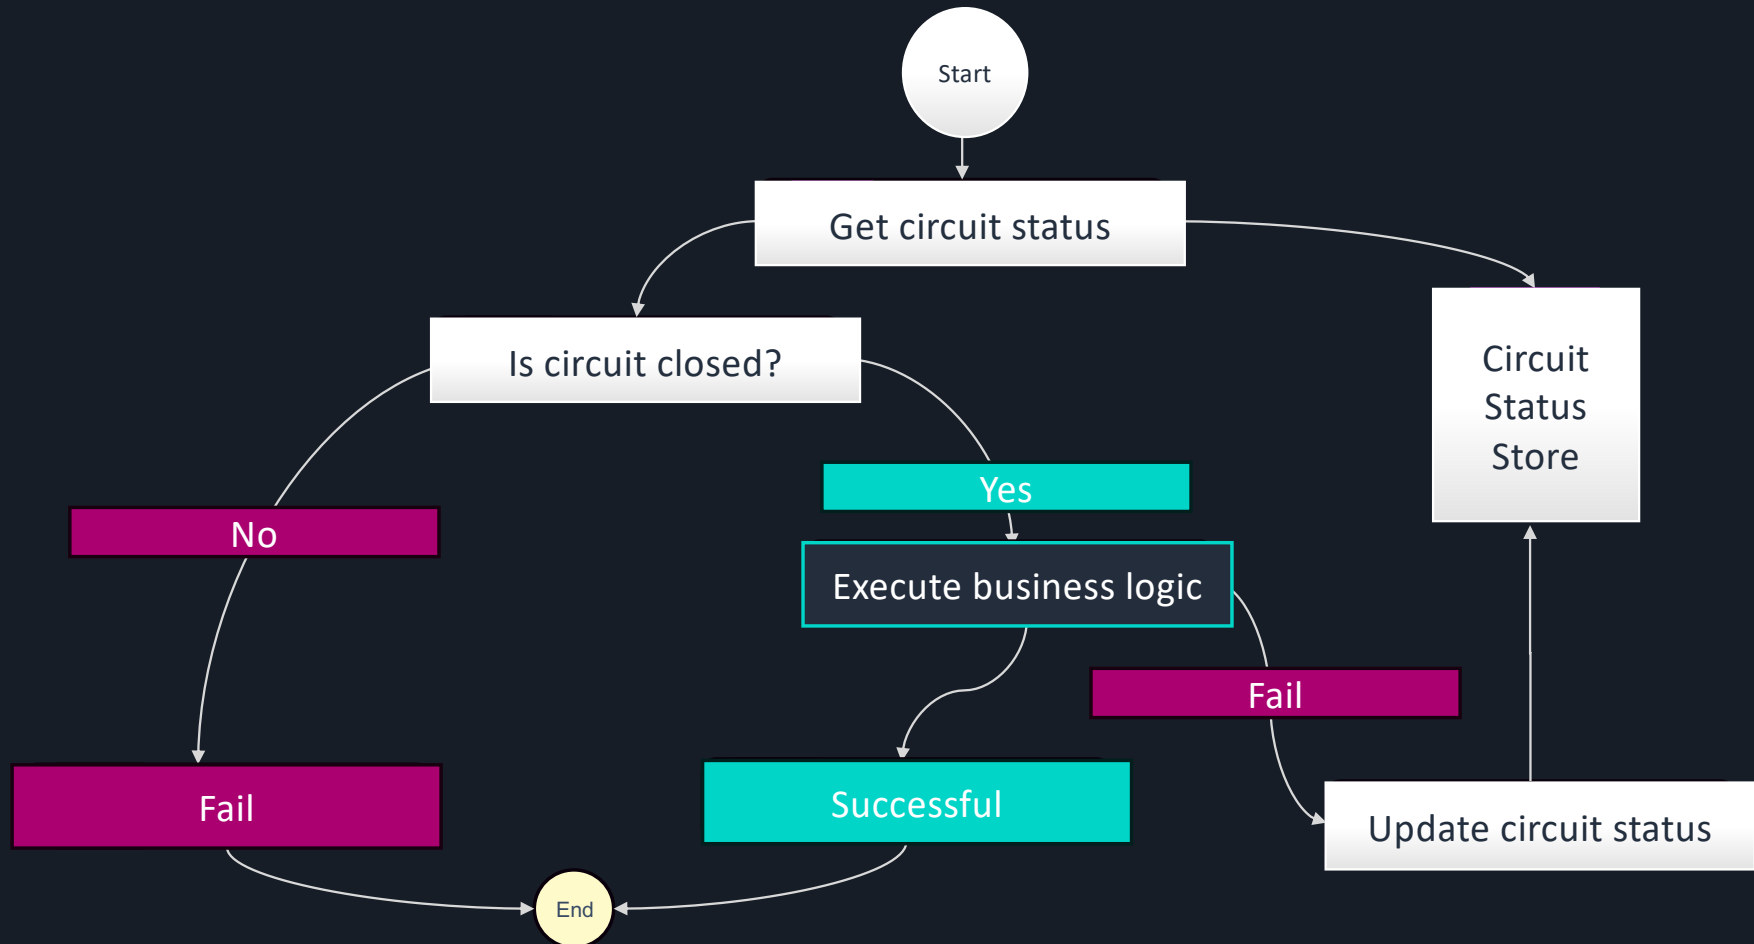 Start
Get circuit status
Is circuit closed?
Circuit
Status
Store
Yes
No
Execute business logic
Fail
Fail
Successful
Update circuit status
End